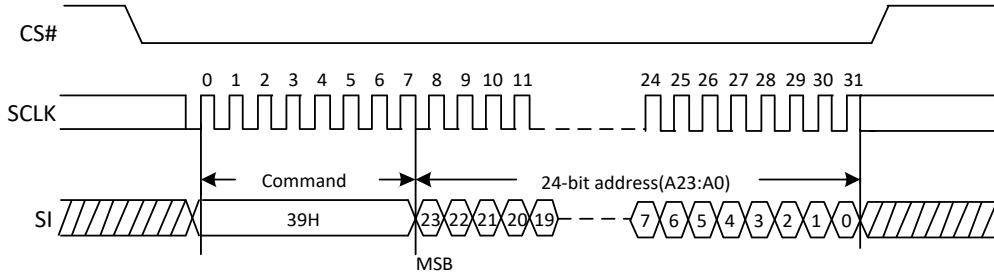 CS#
0 1 2 3 4 5 6 7 8 9 10 11 24 25 26 27 28 29 30 31
SCLK
Command 24-bit address(A23:A0)
SI 39H 23 22 21 20 19 7 6 5 4 3 2 1 0
MSB